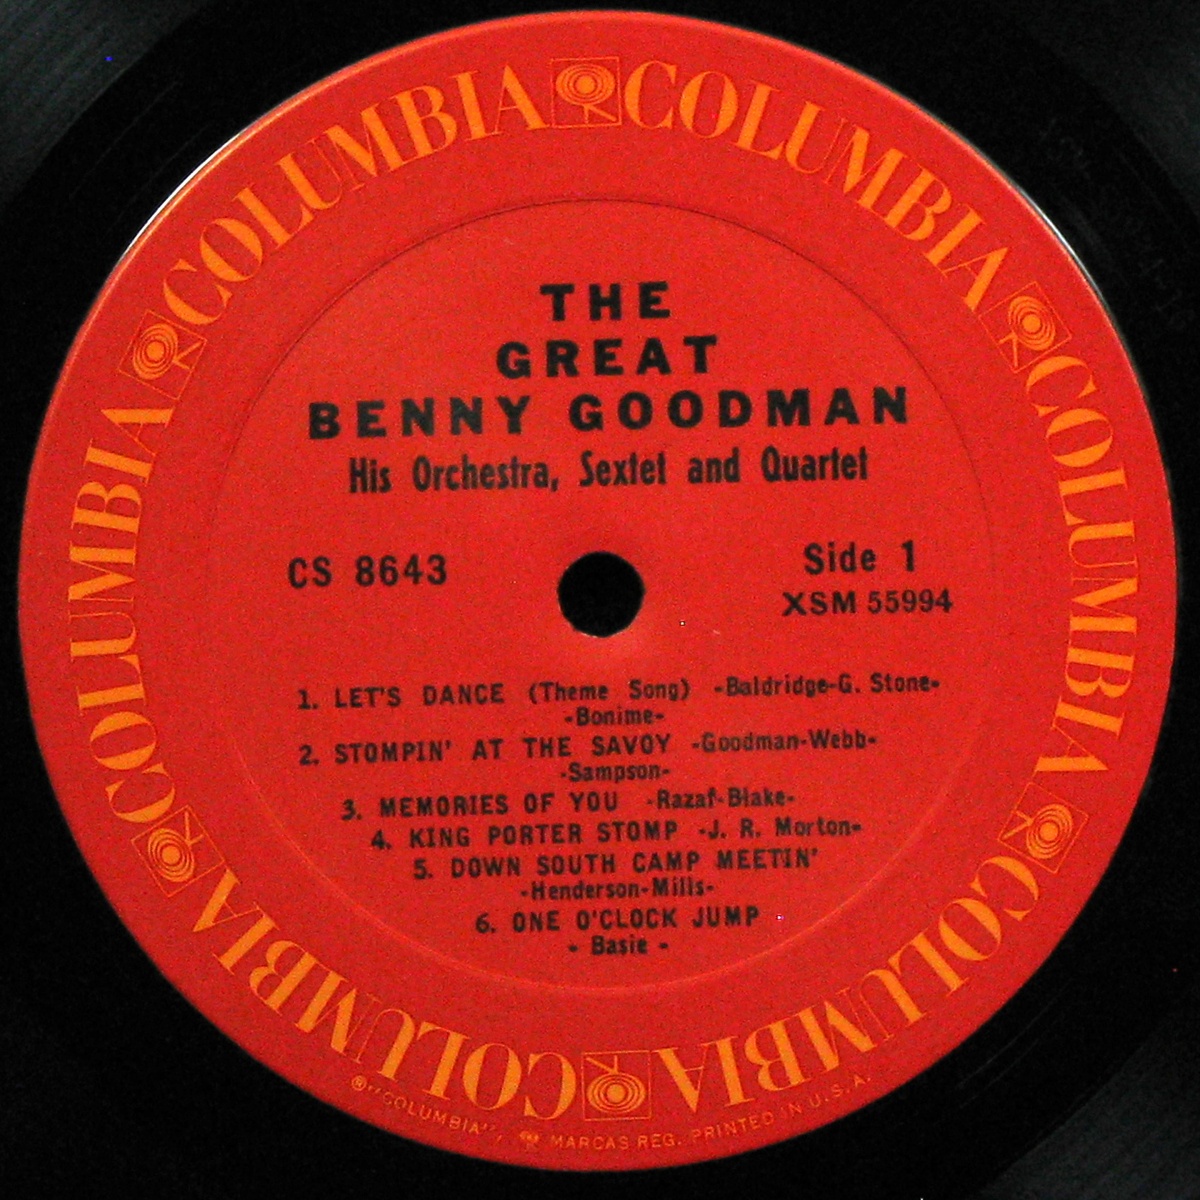 COLUMBIA COLUMBIA COLUMBIA COLUMBIA COLUMBIA COLUMBIA
THE
GREAT
BENNY GOODMAN
His Orchestra, Sextet and Quartet
CS 8643
Side 1
XSM 55994
1. LET'S DANCE (Theme Song) -Baldridge-G. Stone-
-Bonime-
2. STOMPIN' AT THE SAVOY -Goodman-Webb-
-Sampson-
3. MEMORIES OF YOU -Razaf-Blake-
4. KING PORTER STOMP -J. R. Morton-
5. DOWN SOUTH CAMP MEETIN'
-Henderson-Mills-
6. ONE O'CLOCK JUMP
- Basie -
®"COLUMBIA", MARCAS REG. PRINTED IN U.S.A.